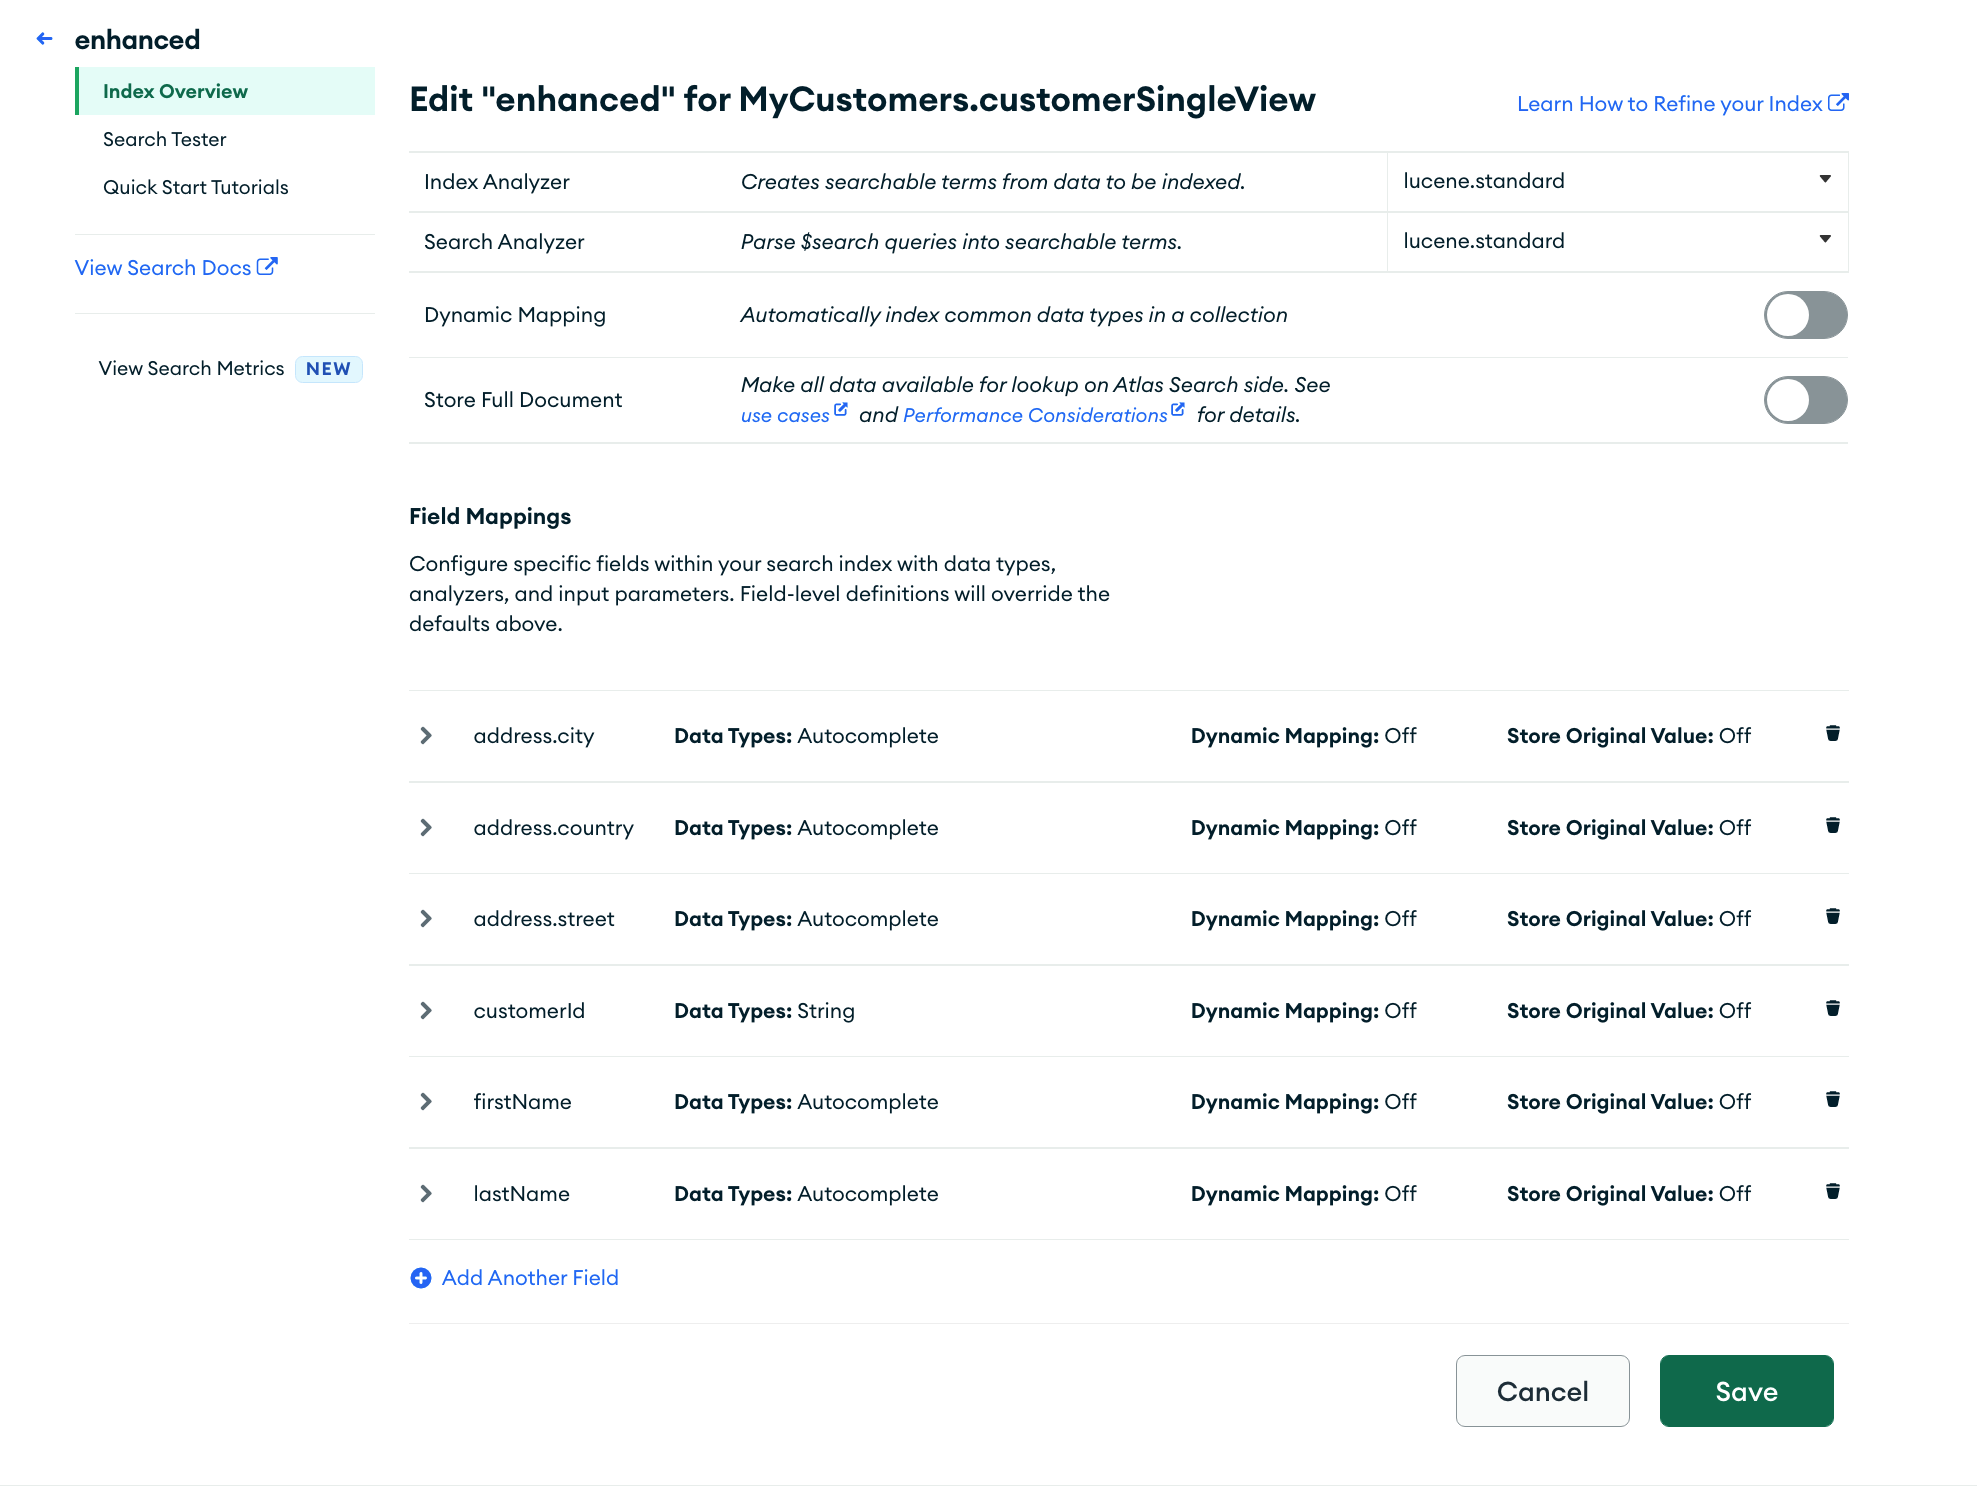 enhanced
Index Overview
Search Tester
Quick Start Tutorials
View Search Docs
View Search Metrics NEW
Edit "enhanced" for MyCustomers.customerSingleView
Learn How to Refine your Index
Index Analyzer Creates searchable terms from data to be indexed. lucene.standard
Search Analyzer Parse $search queries into searchable terms. lucene.standard
Dynamic Mapping Automatically index common data types in a collection
Store Full Document Make all data available for lookup on Atlas Search side. See
use cases and Performance Considerations for details.
Field Mappings
Configure specific fields within your search index with data types,
analyzers, and input parameters. Field-level definitions will override the
defaults above.
address.city Data Types: Autocomplete Dynamic Mapping: Off Store Original Value: Off
address.country Data Types: Autocomplete Dynamic Mapping: Off Store Original Value: Off
address.street Data Types: Autocomplete Dynamic Mapping: Off Store Original Value: Off
customerId Data Types: String Dynamic Mapping: Off Store Original Value: Off
firstName Data Types: Autocomplete Dynamic Mapping: Off Store Original Value: Off
lastName Data Types: Autocomplete Dynamic Mapping: Off Store Original Value: Off
Add Another Field
Cancel Save